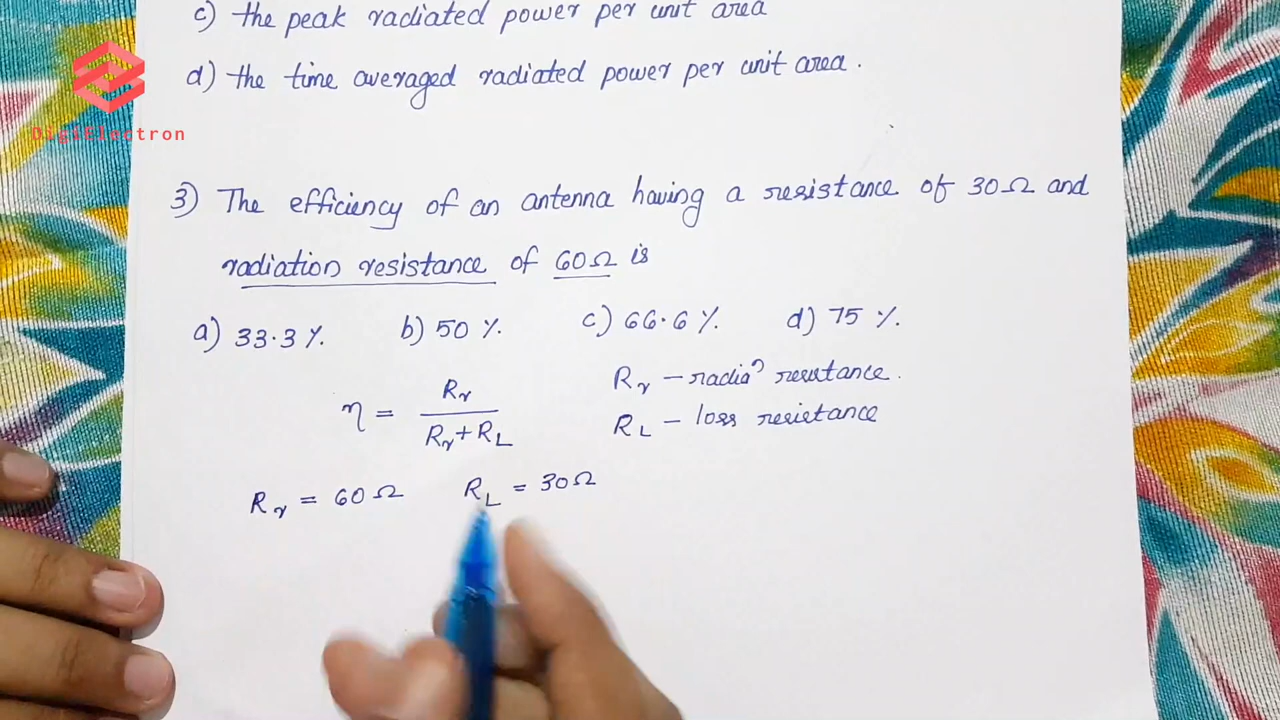 c) the peak radiated power per unit area
d) the time averaged radiated power per unit area.
DigiElectron
3) The efficiency of an antenna having a resistance of 30Ω and
radiation resistance of 60Ω is
a) 33.3 %. b) 50 %. c) 66.6 %. d) 75 %.
η = Rr / Rr+RL
Rr – radiaⁿ resistance.
RL – loss resistance
Rr = 60Ω RL = 30Ω